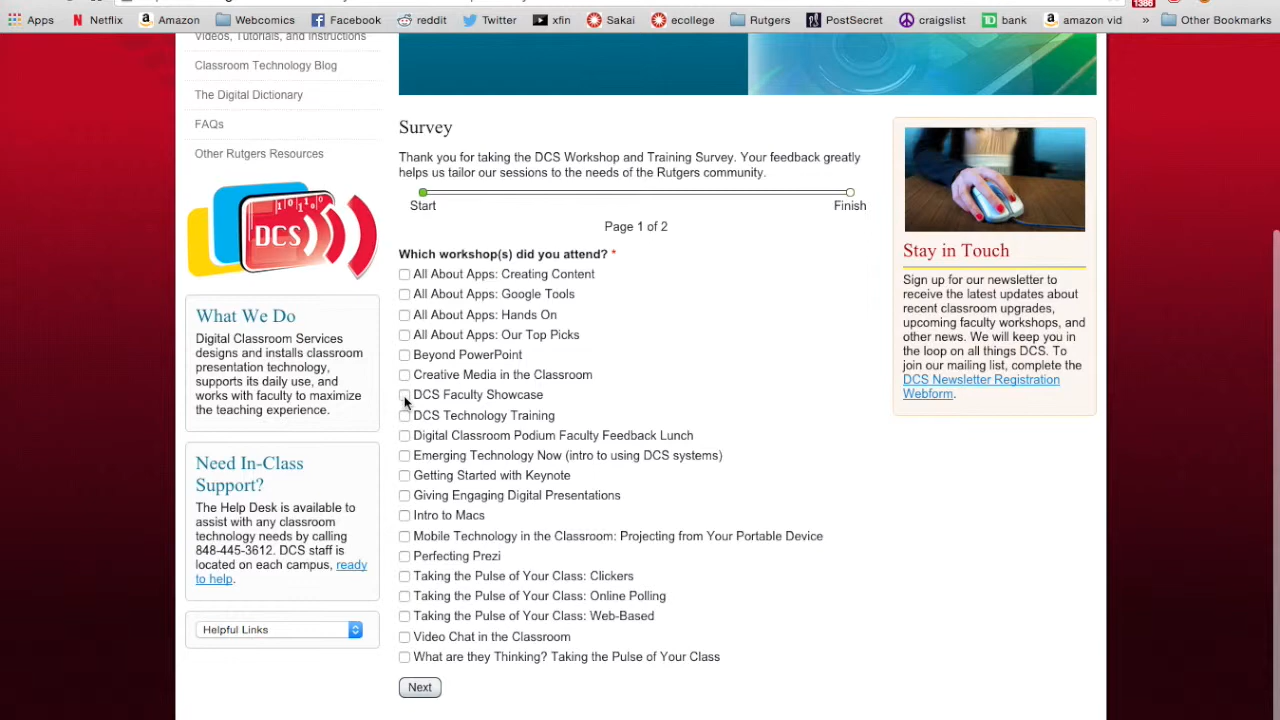 Apps
Netflix
Amazon
Webcomics
Facebook
reddit
Twitter
xfin
Sakai
ecollege
Rutgers
PostSecret
craigslist
bank
amazon vid
»
Other Bookmarks
1386
Videos, Tutorials, and Instructions
Classroom Technology Blog
The Digital Dictionary
FAQs
Other Rutgers Resources
10110
DCS
What We Do
Digital Classroom Services
designs and installs classroom
presentation technology,
supports its daily use, and
works with faculty to maximize
the teaching experience.
Need In-Class
Support?
The Help Desk is available to
assist with any classroom
technology needs by calling
848-445-3612. DCS staff is
located on each campus, ready
to help.
Helpful Links
Survey
Thank you for taking the DCS Workshop and Training Survey. Your feedback greatly
helps us tailor our sessions to the needs of the Rutgers community.
Start
Finish
Page 1 of 2
Which workshop(s) did you attend? *
All About Apps: Creating Content
All About Apps: Google Tools
All About Apps: Hands On
All About Apps: Our Top Picks
Beyond PowerPoint
Creative Media in the Classroom
DCS Faculty Showcase
DCS Technology Training
Digital Classroom Podium Faculty Feedback Lunch
Emerging Technology Now (intro to using DCS systems)
Getting Started with Keynote
Giving Engaging Digital Presentations
Intro to Macs
Mobile Technology in the Classroom: Projecting from Your Portable Device
Perfecting Prezi
Taking the Pulse of Your Class: Clickers
Taking the Pulse of Your Class: Online Polling
Taking the Pulse of Your Class: Web-Based
Video Chat in the Classroom
What are they Thinking? Taking the Pulse of Your Class
Next
Stay in Touch
Sign up for our newsletter to
receive the latest updates about
recent classroom upgrades,
upcoming faculty workshops, and
other news. We will keep you in
the loop on all things DCS. To
join our mailing list, complete the
DCS Newsletter Registration
Webform.